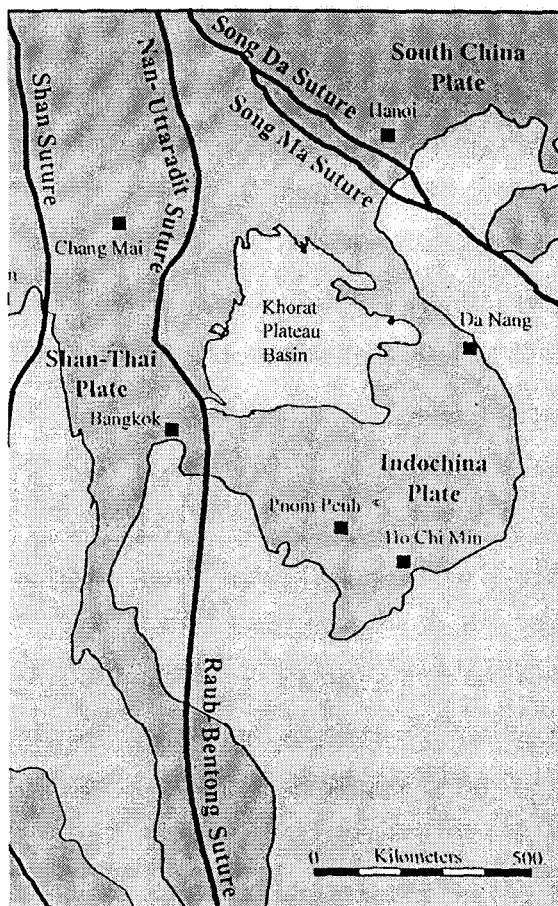 South China
Plate
Song Da Suture
Hanoi
Song Ma Suture
Nan-Uttaradit Suture
Shan Suture
Chang Mai
Khorat
Plateau
Basin
Da Nang
Shan-Thai
Plate
Bangkok
Indochina
Plate
Pnom Penh
Ho Chi Min
Raub-Bentong Suture
0 Kilometers 500